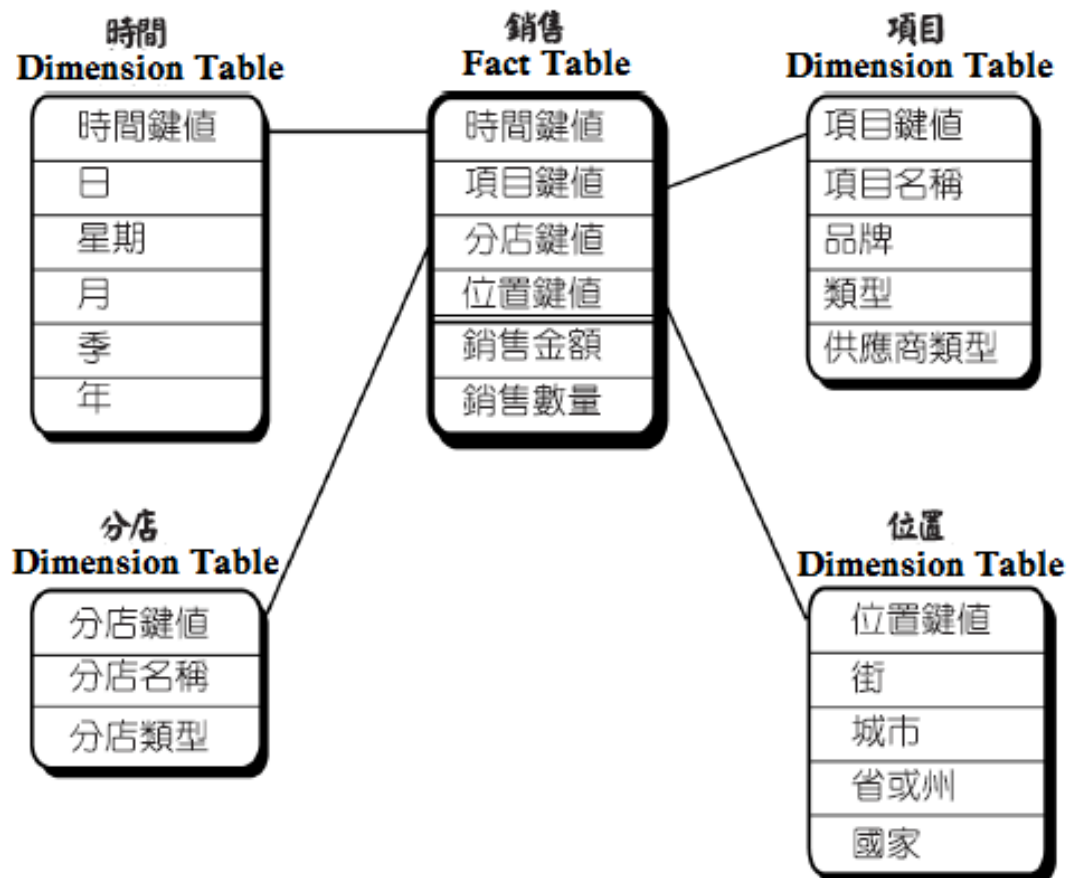 時間
Dimension Table
時間鍵值
日
星期
月
季
年
銷售
Fact Table
時間鍵值
項目鍵值
分店鍵值
位置鍵值
銷售金額
銷售數量
項目
Dimension Table
項目鍵值
項目名稱
品牌
類型
供應商類型
分店
Dimension Table
分店鍵值
分店名稱
分店類型
位置
Dimension Table
位置鍵值
街
城市
省或州
國家